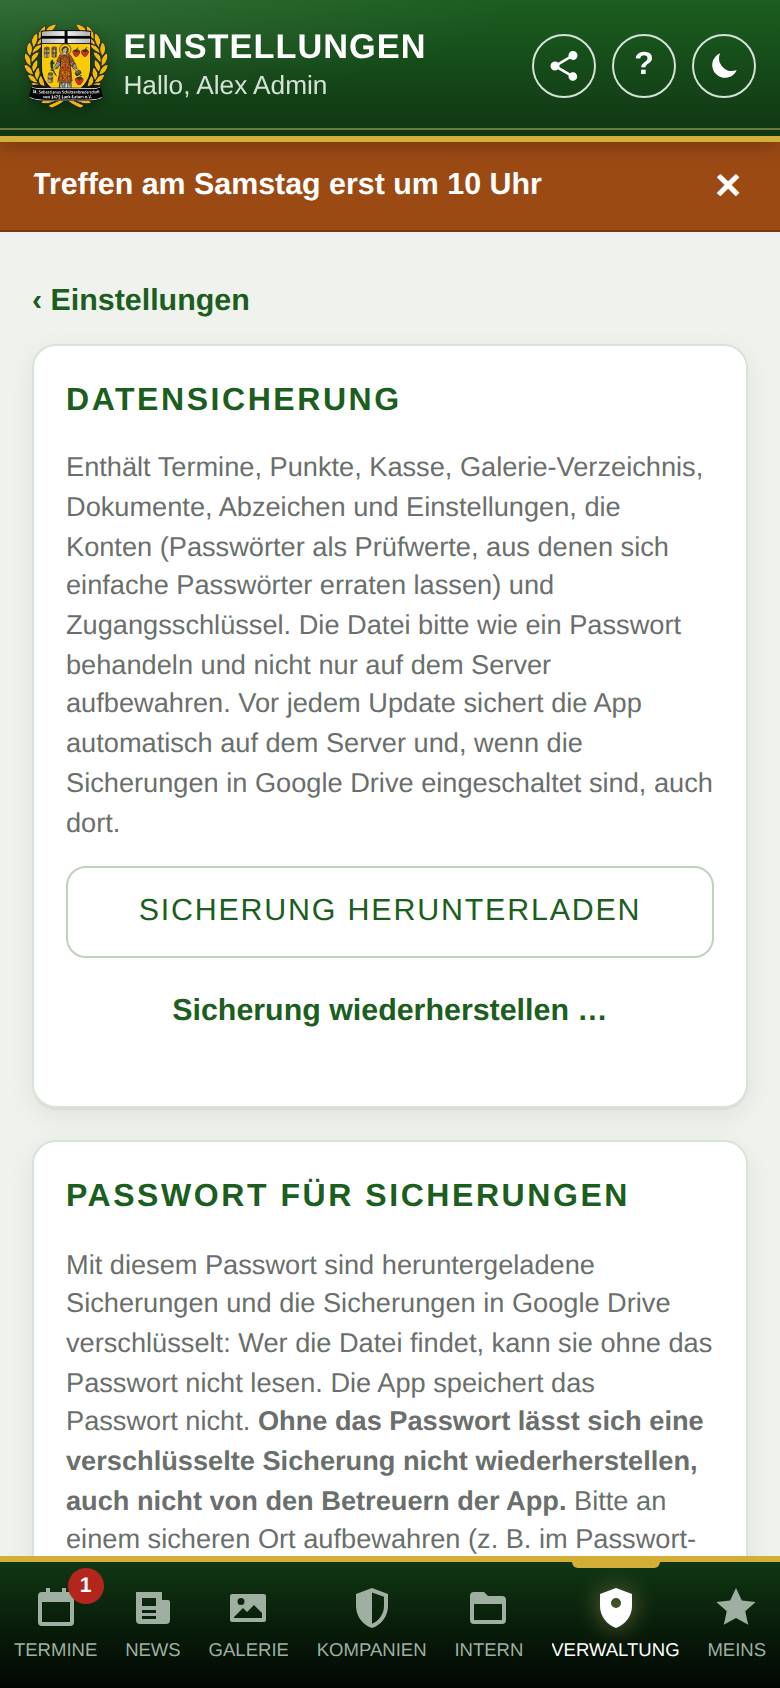 EINSTELLUNGEN
Hallo, Alex Admin
?
Treffen am Samstag erst um 10 Uhr
×
‹ Einstellungen
DATENSICHERUNG
Enthält Termine, Punkte, Kasse, Galerie-Verzeichnis,
Dokumente, Abzeichen und Einstellungen, die
Konten (Passwörter als Prüfwerte, aus denen sich
einfache Passwörter erraten lassen) und
Zugangsschlüssel. Die Datei bitte wie ein Passwort
behandeln und nicht nur auf dem Server
aufbewahren. Vor jedem Update sichert die App
automatisch auf dem Server und, wenn die
Sicherungen in Google Drive eingeschaltet sind, auch
dort.
SICHERUNG HERUNTERLADEN
Sicherung wiederherstellen …
PASSWORT FÜR SICHERUNGEN
Mit diesem Passwort sind heruntergeladene
Sicherungen und die Sicherungen in Google Drive
verschlüsselt: Wer die Datei findet, kann sie ohne das
Passwort nicht lesen. Die App speichert das
Passwort nicht. Ohne das Passwort lässt sich eine
verschlüsselte Sicherung nicht wiederherstellen,
auch nicht von den Betreuern der App. Bitte an
einem sicheren Ort aufbewahren (z. B. im Passwort-
1
TERMINE
NEWS
GALERIE
KOMPANIEN
INTERN
VERWALTUNG
MEINS